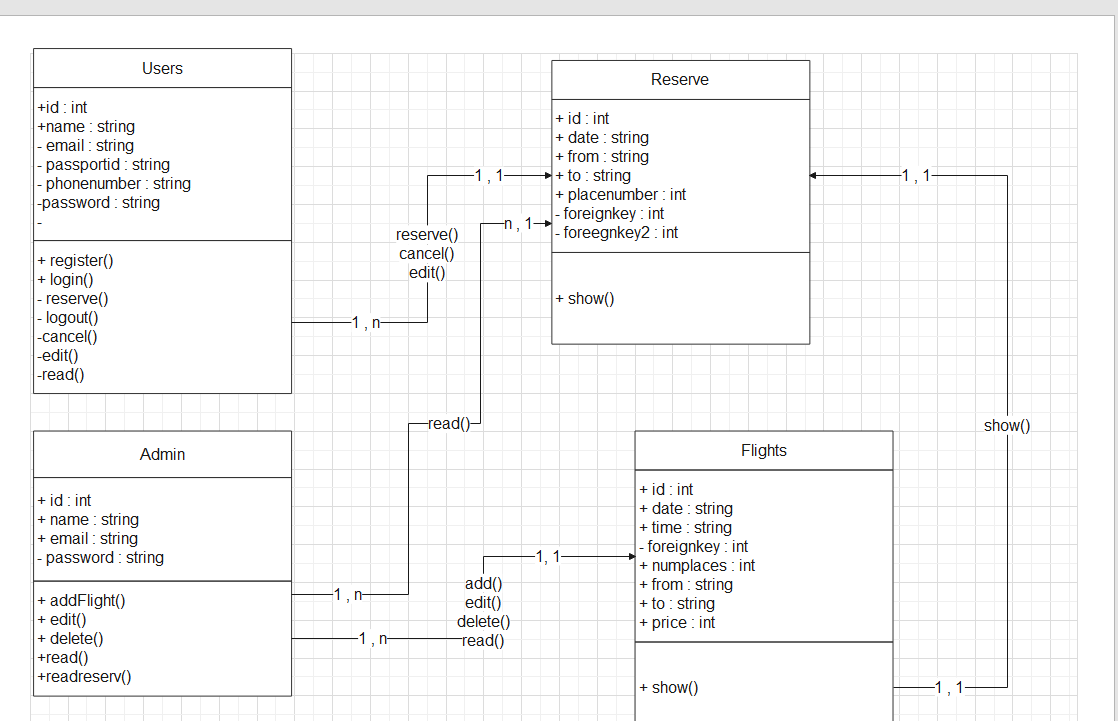 Users
+id : int
+name : string
- email : string
- passportid : string
- phonenumber : string
-password : string
-
+ register()
+ login()
- reserve()
- logout()
-cancel()
-edit()
-read()
Reserve
+ id : int
+ date : string
+ from : string
+ to : string
+ placenumber : int
- foreignkey : int
- foreegnkey2 : int
+ show()
1 , 1
n , 1
reserve()
cancel()
edit()
1 , n
1 , 1
read()
show()
Admin
+ id : int
+ name : string
+ email : string
- password : string
+ addFlight()
+ edit()
+ delete()
+read()
+readreserv()
1 , n
1 , n
1, 1
add()
edit()
delete()
read()
Flights
+ id : int
+ date : string
+ time : string
- foreignkey : int
+ numplaces : int
+ from : string
+ to : string
+ price : int
+ show()
1 , 1